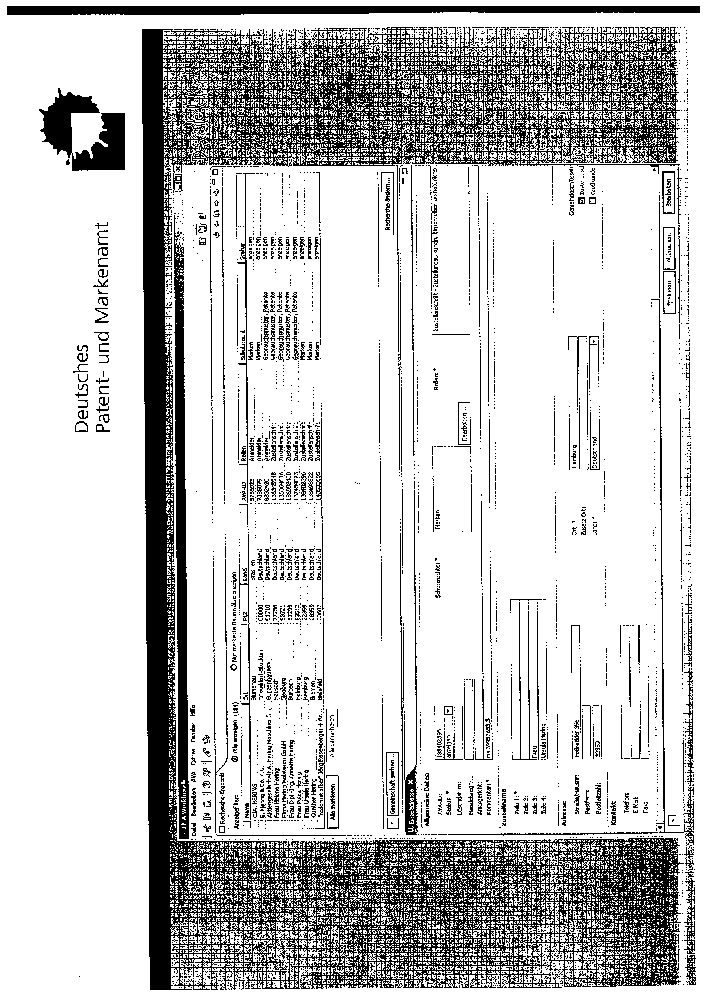 Deutsches
Patent- und Markenamt
LISA Workbench
Datei Bearbeiten AVA Extras Fenster Hilfe
Recherche-Ergebnis
Anzeigefilter: Alle anzeigen (184) Nur markierte Datensätze anzeigen
Name Ort PLZ Land AVA-ID Rollen Schutzrecht Status
CIA. HERING Blumenau Brasilien 5766923 Anmelder Marken anzeigen
E. Hering & Co. K.G. Düsseldorf-Stockum 00000 Deutschland 7085079 Anmelder Marken anzeigen
Aktiengesellschaft A. Hering Maschinenf... Gunzenhausen 91710 Deutschland 8832420 Anmelder Gebrauchsmuster, Patente anzeigen
Frau Helene Hering Hausach 77756 Deutschland 136345948 Zustellanschrift Gebrauchsmuster, Patente anzeigen
Firma Hering Isolatoren GmbH Siegburg 53721 Deutschland 136364616 Zustellanschrift Gebrauchsmuster, Patente anzeigen
Frau Dipl.-Ing. Annette Hering Burbach 57299 Deutschland 136993400 Zustellanschrift Gebrauchsmuster, Patente anzeigen
Frau Petra Hering Hainburg 63512 Deutschland 137454023 Zustellanschrift Gebrauchsmuster, Patente anzeigen
Frau Ursula Hering Hamburg 22359 Deutschland 138402396 Zustellanschrift Marken anzeigen
Gunther Hering Bremen 28359 Deutschland 138498822 Zustellanschrift Marken anzeigen
"reden ist silber" Jörg Rosenberger + Ar... Bielefeld 33602 Deutschland 140533605 Zustellanschrift Marken anzeigen
Alle markieren Alle demarkieren
? Gemeinschaft suchen... Recherche ändern...
Einzeladresse
Allgemeine Daten
AVA-ID: 138402396 Schutzrechte: * Marken Rollen: * Zustellanschrift - Zustellungsurkunde, Einschreiben an natürliche
Status: * anzeigen
Löschdatum:
Handelsregnr.: Bearbeiten...
Amtsgericht:
Kommentar: * ms 39957653,3
Zustellname
Zeile 1: *
Zeile 2:
Zeile 3: Frau
Zeile 4: Ursula Hering
Adresse
Straße/Hausnr: Foßredder 35e Ort: * Hamburg Gemeindeschlüssel:
Postfach: Zusatz Ort: Zustellansch
Postleitzahl: 22359 Land: * Deutschland Großkunde
Kontakt
Telefon:
E-Mail:
Fax:
? Speichern Abbrechen Bearbeiten